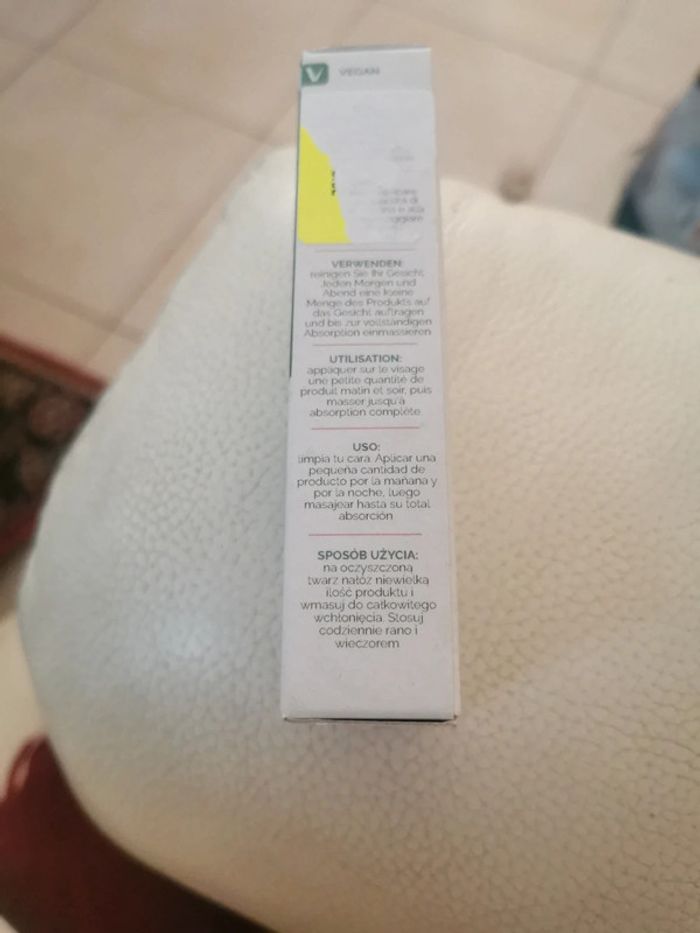 V VEGAN
VERWENDEN:
reinigen Sie Ihr Gesicht.
Jeden Morgen und
Abend eine kleine
Menge des Produkts auf
das Gesicht auftragen
und bis zur vollständigen
Absorption einmassieren
UTILISATION:
appliquer sur le visage
une petite quantité de
produit matin et soir, puis
masser jusqu'à
absorption complète.
USO:
limpia tu cara. Aplicar una
pequeña cantidad de
producto por la mañana y
por la noche, luego
masajear hasta su total
absorción
SPOSÓB UŻYCIA:
na oczyszczoną
twarz nałóż niewielką
ilość produktu i
wmasuj do całkowitego
wchłonięcia. Stosuj
codziennie rano i
wieczorem